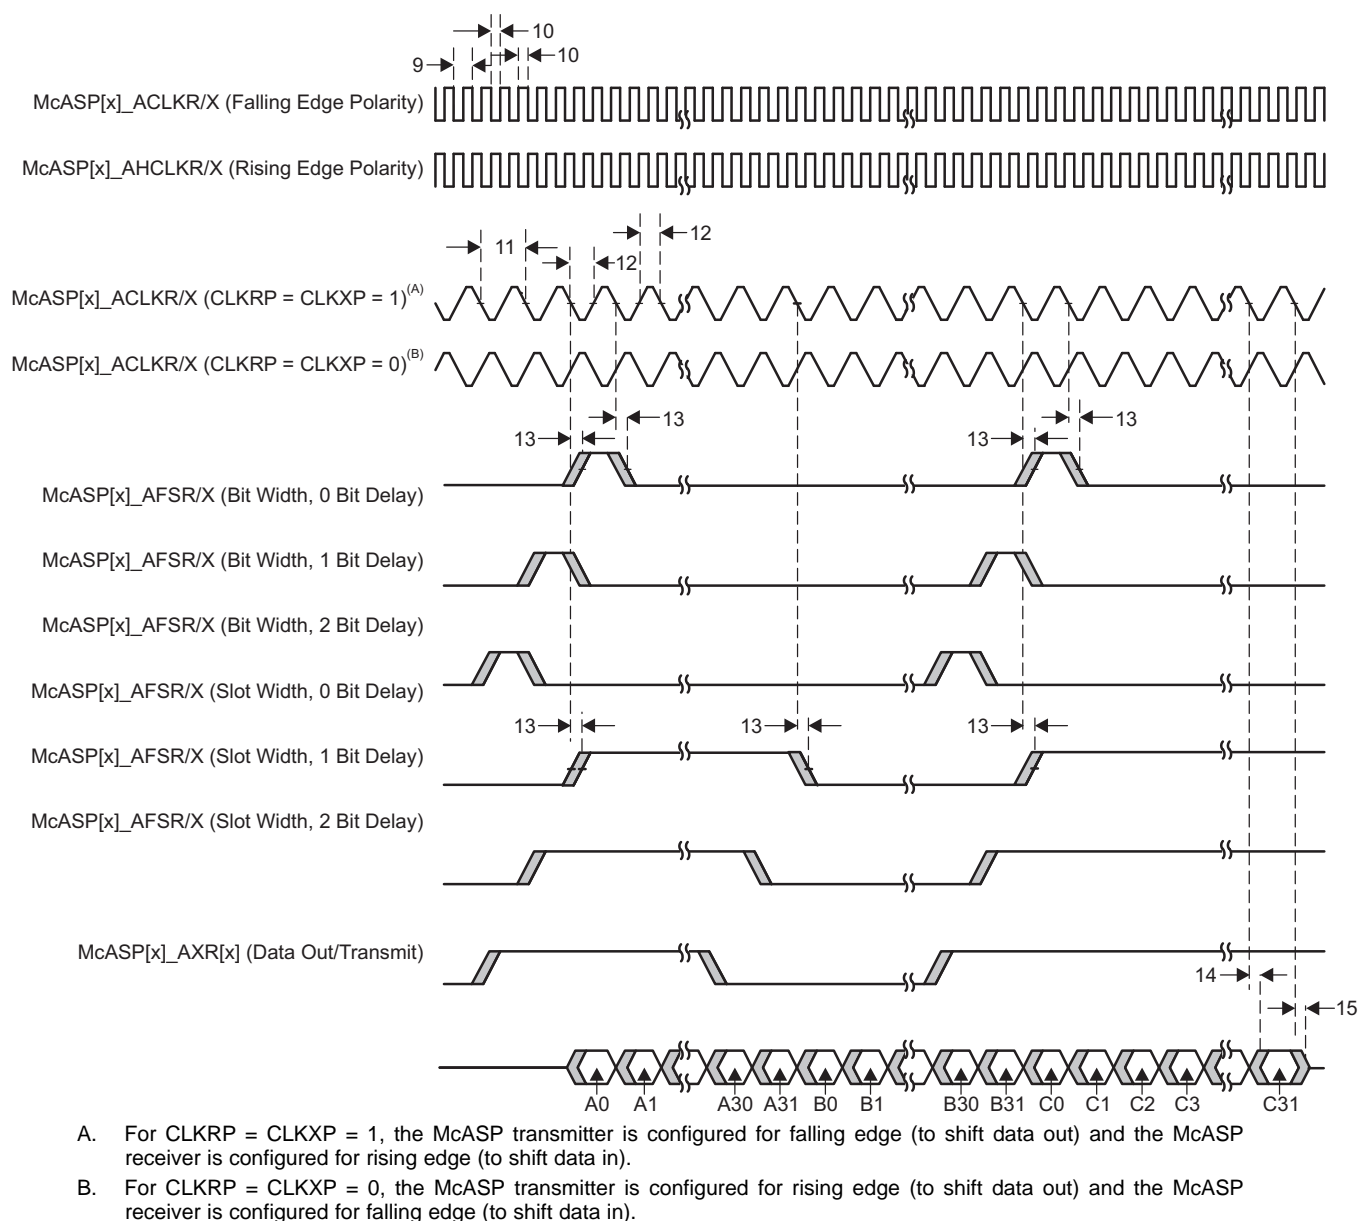 10
9
10
McASP[x]_ACLKR/X (Falling Edge Polarity)
McASP[x]_AHCLKR/X (Rising Edge Polarity)
11
12
12
McASP[x]_ACLKR/X (CLKRP = CLKXP = 1)(A)
McASP[x]_ACLKR/X (CLKRP = CLKXP = 0)(B)
13
13
13
13
McASP[x]_AFSR/X (Bit Width, 0 Bit Delay)
McASP[x]_AFSR/X (Bit Width, 1 Bit Delay)
McASP[x]_AFSR/X (Bit Width, 2 Bit Delay)
McASP[x]_AFSR/X (Slot Width, 0 Bit Delay)
13
13
13
McASP[x]_AFSR/X (Slot Width, 1 Bit Delay)
McASP[x]_AFSR/X (Slot Width, 2 Bit Delay)
McASP[x]_AXR[x] (Data Out/Transmit)
14
15
A0 A1 A30 A31 B0 B1 B30 B31 C0 C1 C2 C3 C31
A. For CLKRP = CLKXP = 1, the McASP transmitter is configured for falling edge (to shift data out) and the McASP
receiver is configured for rising edge (to shift data in).
B. For CLKRP = CLKXP = 0, the McASP transmitter is configured for rising edge (to shift data out) and the McASP
receiver is configured for falling edge (to shift data in).